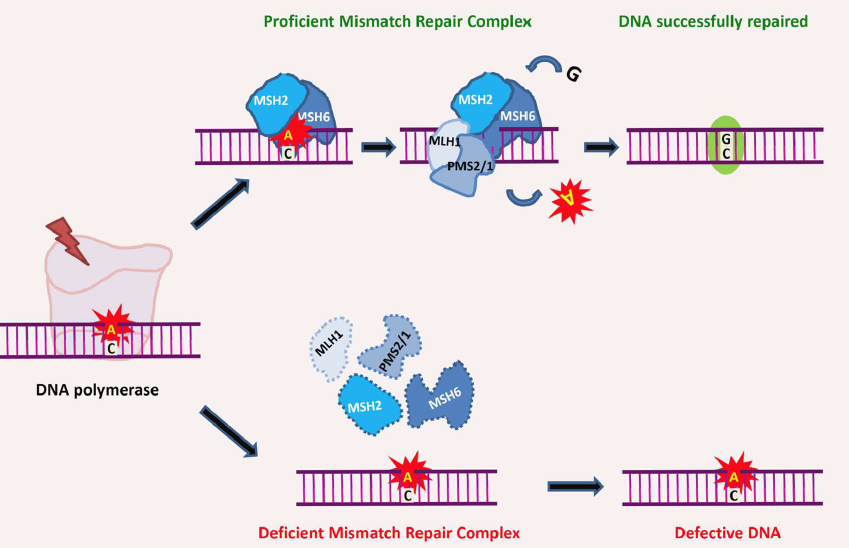 Proficient Mismatch Repair Complex
DNA successfully repaired
G
MSH2
MSH6
A
C
MSH2
MSH6
MLH1
PMS2/1
A
G
C
A
C
DNA polymerase
MLH1
PMS2/1
MSH2
MSH6
A
C
A
C
Deficient Mismatch Repair Complex
Defective DNA